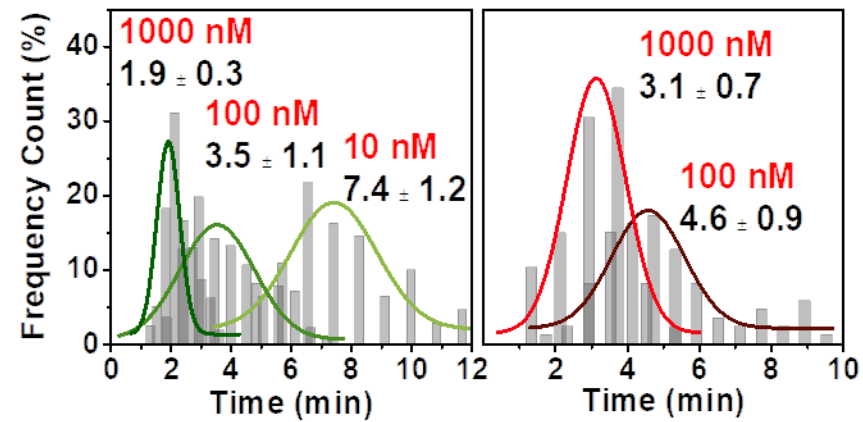 Frequency Count (%)
40
30
20
10
0
1000 nM
1.9 ± 0.3
100 nM
3.5 ± 1.1
10 nM
7.4 ± 1.2
0 2 4 6 8 10 12
Time (min)
1000 nM
3.1 ± 0.7
100 nM
4.6 ± 0.9
2 4 6 8 10
Time (min)